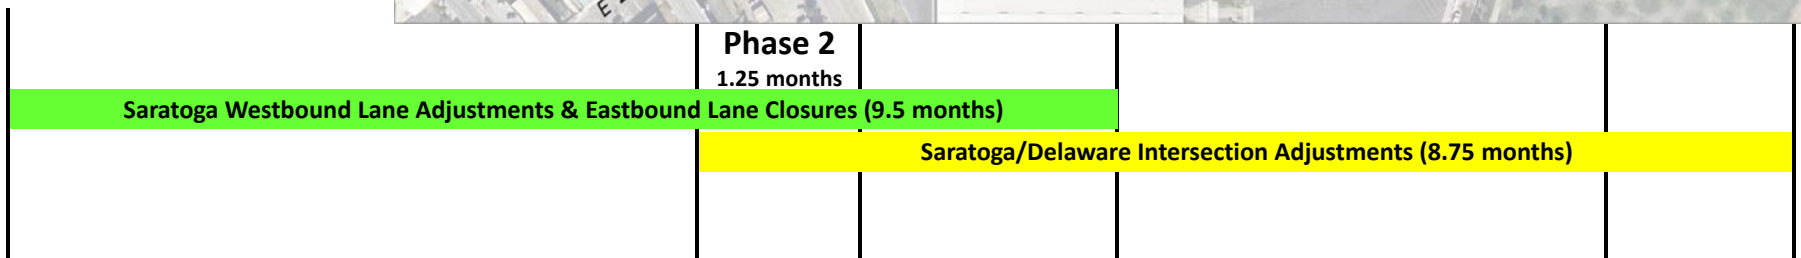 E
Phase 2
1.25 months
Saratoga Westbound Lane Adjustments & Eastbound Lane Closures (9.5 months)
Saratoga/Delaware Intersection Adjustments (8.75 months)